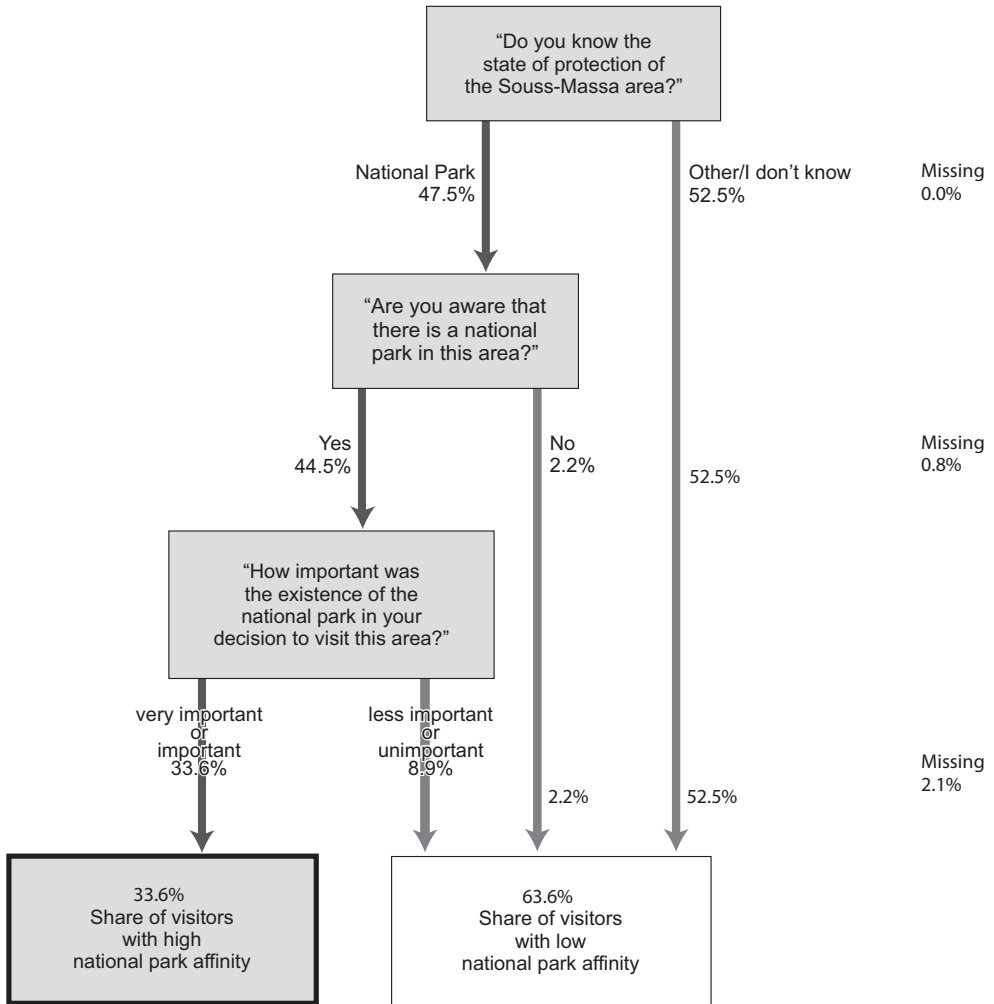 “Do you know the
state of protection of
the Souss-Massa area?”
National Park
47.5%
Other/I don’t know
52.5%
Missing
0.0%
“Are you aware that
there is a national
park in this area?”
Yes
44.5%
No
2.2%
52.5%
Missing
0.8%
“How important was
the existence of the
national park in your
decision to visit this area?”
very important
or
important
33.6%
less important
or
unimportant
8.9%
2.2%
52.5%
Missing
2.1%
33.6%
Share of visitors
with high
national park affinity
63.6%
Share of visitors
with low
national park affinity